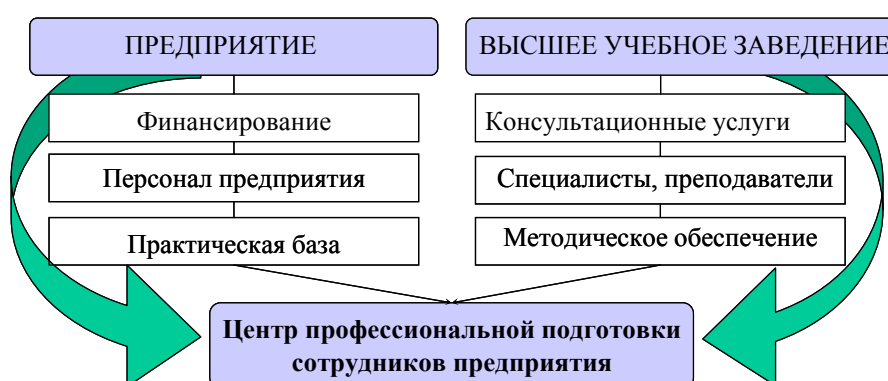 ПРЕДПРИЯТИЕ
ВЫСШЕЕ УЧЕБНОЕ ЗАВЕДЕНИЕ
Финансирование
Консультационные услуги
Персонал предприятия
Специалисты, преподаватели
Практическая база
Методическое обеспечение
Центр профессиональной подготовки
сотрудников предприятия